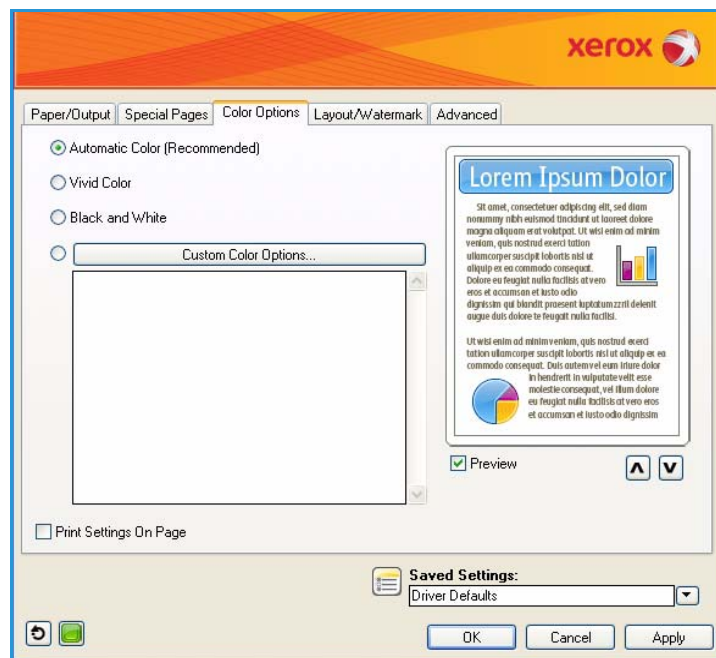 xerox
Paper/Output Special Pages Color Options Layout/Watermark Advanced
Automatic Color (Recommended)
Vivid Color
Black and White
Custom Color Options...
Lorem Ipsum Dolor
Sit amet, consectetuer adipiscing elit, sed diam
nonummy nibh euismod tincidunt ut laoreet dolore
magna aliquam erat volutpat. Ut wisi enim ad minim
veniam, quis nostrud exerci tation
ullamcorper suscipit lobortis nisl ut
aliquip ex ea commodo consequat.
Dolore eu feugiat nulla facilisis at vero
eros et accumsan et iusto odio
dignissim qui blandit praesent luptatum zzril delenit
augue duis dolore te feugait nulla facilisi.
Ut wisi enim ad minim veniam, quis nostrud exerci
tation ullamcorper suscipit lobortis nisl ut aliquip ex ea
commodo consequat. Duis autem vel eum iriure dolor
in hendrerit in vulputate velit esse
molestie consequat, vel illum dolore
eu feugiat nulla facilisis at vero eros
et accumsan et iusto odio dignissim
Preview
Print Settings On Page
Saved Settings:
Driver Defaults
OK Cancel Apply